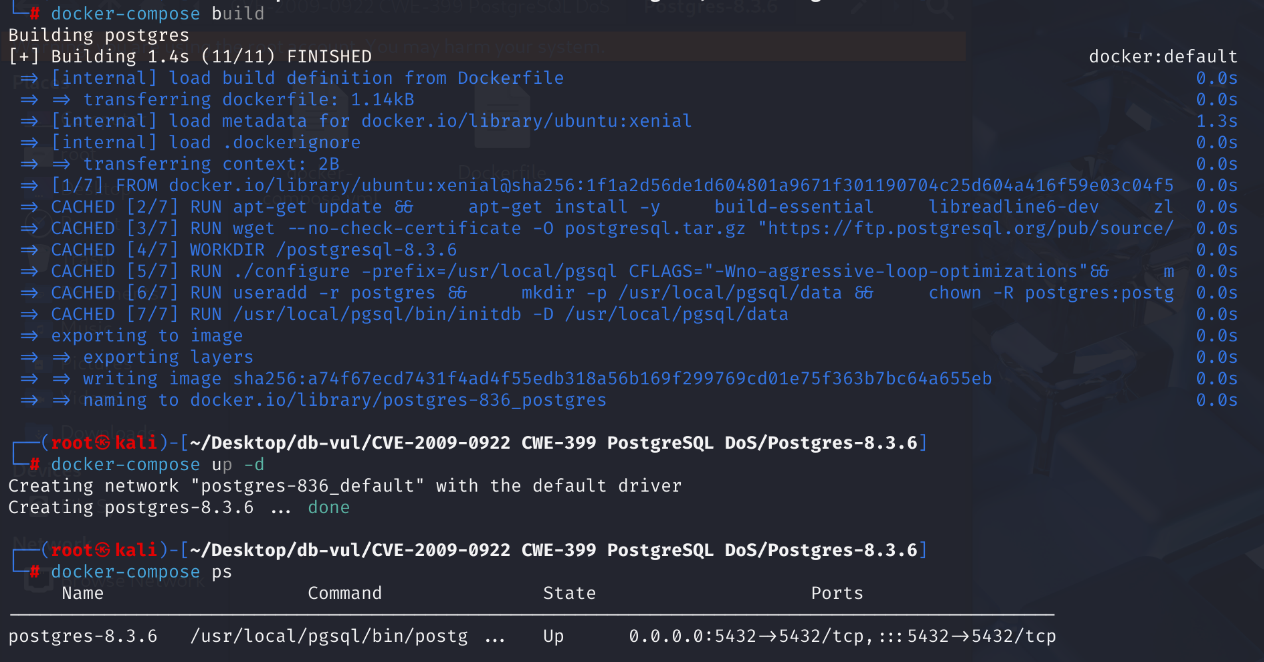 └─# docker-compose build
Building postgres
[+] Building 1.4s (11/11) FINISHED docker:default
⇒ [internal] load build definition from Dockerfile 0.0s
⇒ ⇒ transferring dockerfile: 1.14kB 0.0s
⇒ [internal] load metadata for docker.io/library/ubuntu:xenial 1.3s
⇒ [internal] load .dockerignore 0.0s
⇒ ⇒ transferring context: 2B 0.0s
⇒ [1/7] FROM docker.io/library/ubuntu:xenial@sha256:1f1a2d56de1d604801a9671f301190704c25d604a416f59e03c04f5 0.0s
⇒ CACHED [2/7] RUN apt-get update && apt-get install -y build-essential libreadline6-dev zl 0.0s
⇒ CACHED [3/7] RUN wget --no-check-certificate -O postgresql.tar.gz "https://ftp.postgresql.org/pub/source/ 0.0s
⇒ CACHED [4/7] WORKDIR /postgresql-8.3.6 0.0s
⇒ CACHED [5/7] RUN ./configure -prefix=/usr/local/pgsql CFLAGS="-Wno-aggressive-loop-optimizations"&& m 0.0s
⇒ CACHED [6/7] RUN useradd -r postgres && mkdir -p /usr/local/pgsql/data && chown -R postgres:postg 0.0s
⇒ CACHED [7/7] RUN /usr/local/pgsql/bin/initdb -D /usr/local/pgsql/data 0.0s
⇒ exporting to image 0.0s
⇒ ⇒ exporting layers 0.0s
⇒ ⇒ writing image sha256:a74f67ecd7431f4ad4f55edb318a56b169f299769cd01e75f363b7bc64a655eb 0.0s
⇒ ⇒ naming to docker.io/library/postgres-836_postgres 0.0s
┌──(root㉿kali)-[~/Desktop/db-vul/CVE-2009-0922 CWE-399 PostgreSQL DoS/Postgres-8.3.6]
└─# docker-compose up -d
Creating network "postgres-836_default" with the default driver
Creating postgres-8.3.6 ... done
┌──(root㉿kali)-[~/Desktop/db-vul/CVE-2009-0922 CWE-399 PostgreSQL DoS/Postgres-8.3.6]
└─# docker-compose ps
Name Command State Ports
postgres-8.3.6 /usr/local/pgsql/bin/postg ... Up 0.0.0.0:5432→5432/tcp,:::5432→5432/tcp